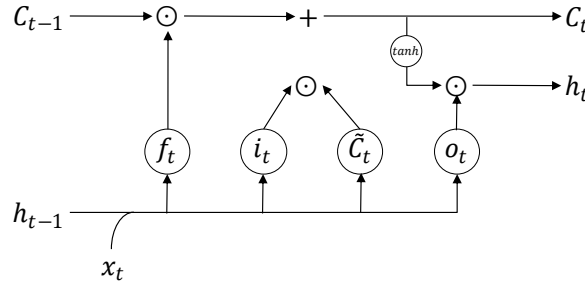 C_{t-1} ⊙ + C_t
tanh
⊙ ⊙ h_t
f_t i_t C̃_t o_t
h_{t-1}
x_t